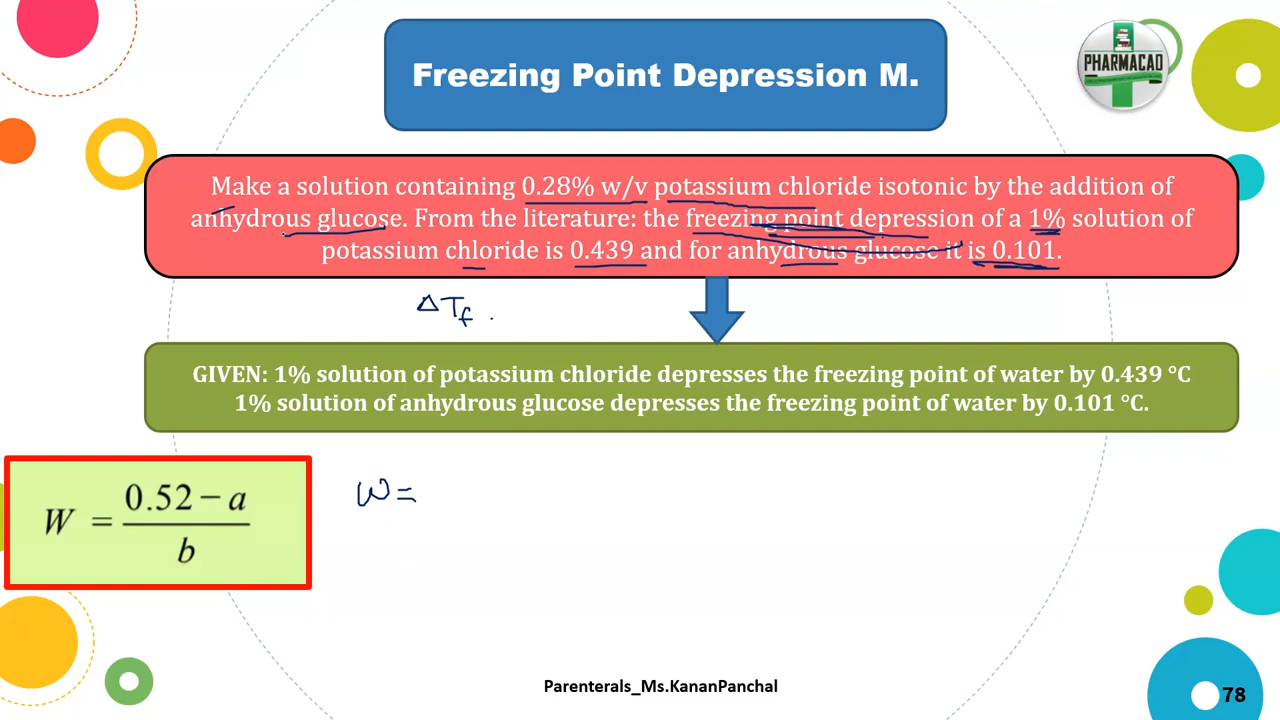 Freezing Point Depression M.
PHARMACAD
Make a solution containing 0.28% w/v potassium chloride isotonic by the addition of
anhydrous glucose. From the literature: the freezing point depression of a 1% solution of
potassium chloride is 0.439 and for anhydrous glucose it is 0.101.
ΔTf .
GIVEN: 1% solution of potassium chloride depresses the freezing point of water by 0.439 °C
1% solution of anhydrous glucose depresses the freezing point of water by 0.101 °C.
W = (0.52 − a) / b
W =
Parenterals_Ms.KananPanchal
78